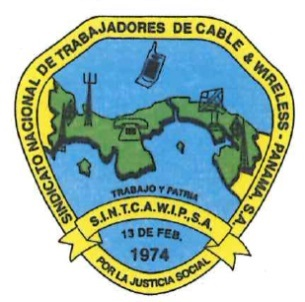 SINDICATO NACIONAL DE TRABAJADORES DE CABLE & WIRELESS - PANAMA, S.A.
TRABAJO Y PATRIA
S.I.N.T.C.A.W.I.P., S.A.
13 DE FEB.
1974
POR LA JUSTICIA SOCIAL